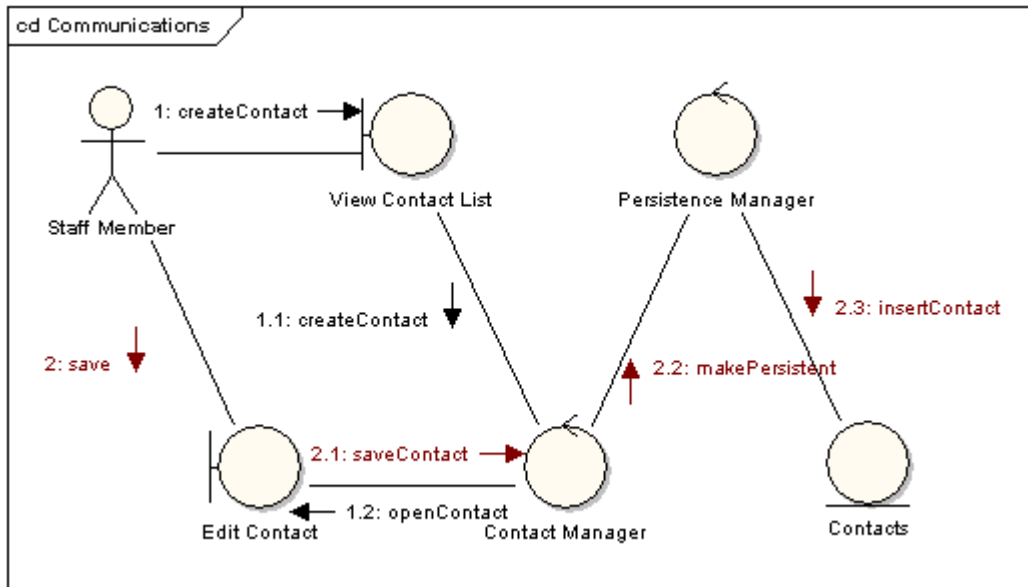 cd Communications
1: createContact
View Contact List
Persistence Manager
Staff Member
1.1: createContact
2.3: insertContact
2: save
2.2: makePersistent
2.1: saveContact
1.2: openContact
Edit Contact
Contact Manager
Contacts